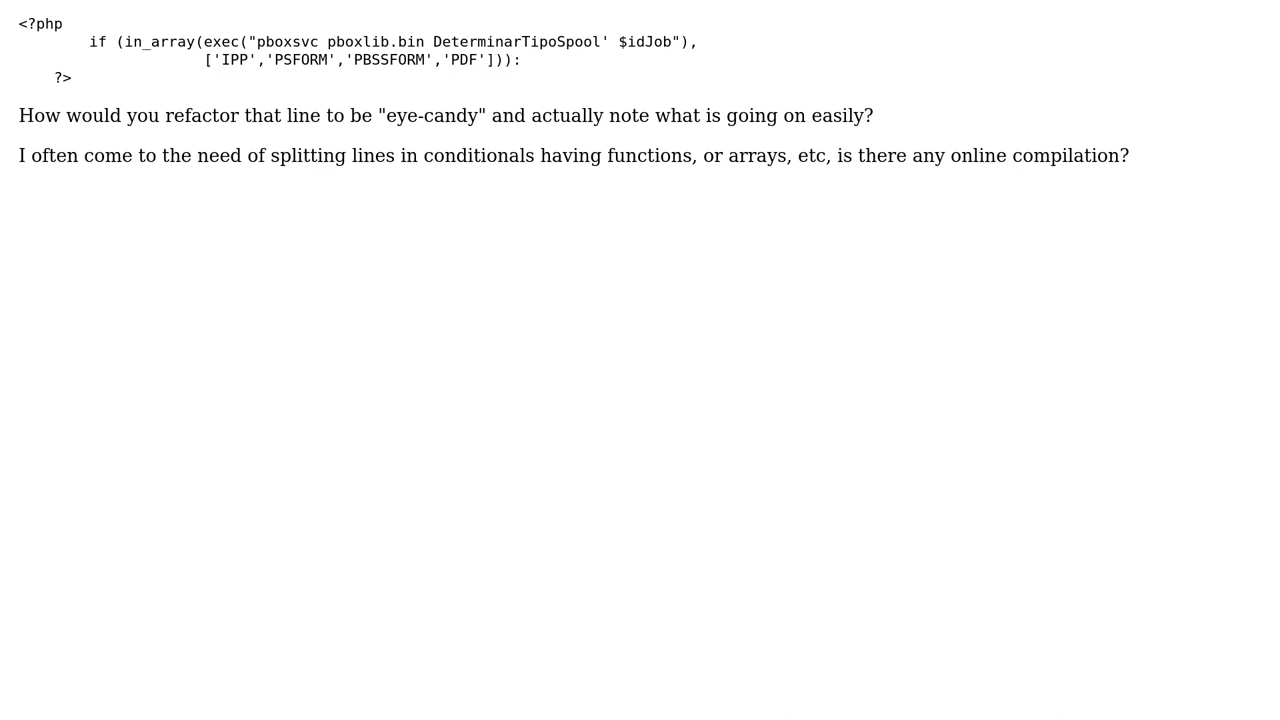 <?php
        if (in_array(exec("pboxsvc pboxlib.bin DeterminarTipoSpool' $idJob"),
                     ['IPP','PSFORM','PBSSFORM','PDF'])):
    ?>
How would you refactor that line to be "eye-candy" and actually note what is going on easily?
I often come to the need of splitting lines in conditionals having functions, or arrays, etc, is there any online compilation?